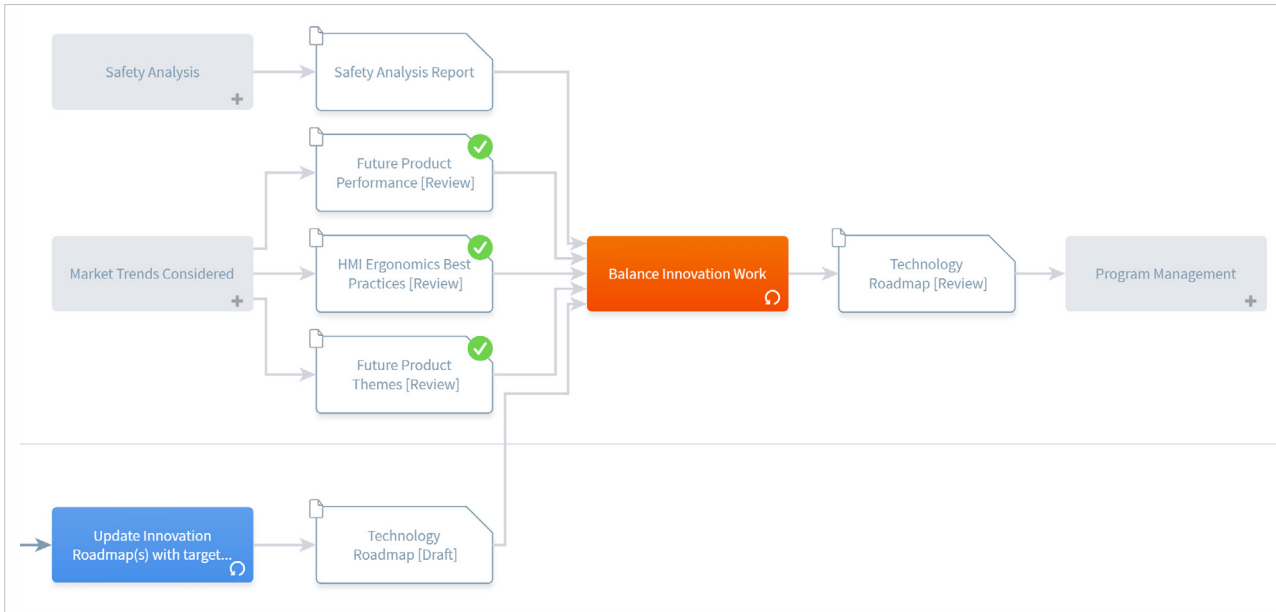 Safety Analysis
Safety Analysis Report
Future Product
Performance [Review]
Market Trends Considered
HMI Ergonomics Best
Practices [Review]
Balance Innovation Work
Technology
Roadmap [Review]
Program Management
Future Product
Themes [Review]
Update Innovation
Roadmap(s) with target...
Technology
Roadmap [Draft]